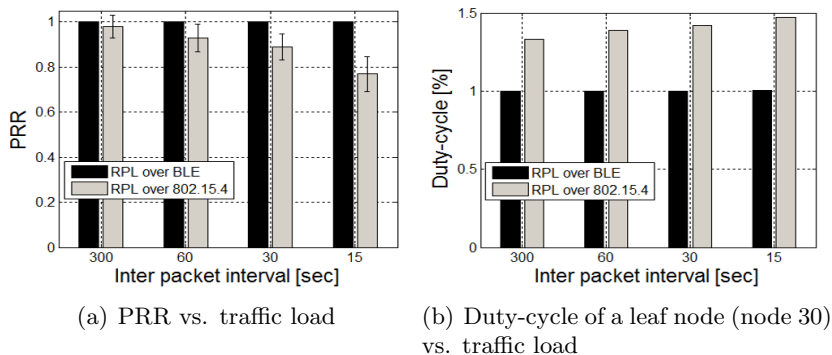 1
0.8
0.6
0.4
0.2
0
PRR
RPL over BLE
RPL over 802.15.4
300 60 30 15
Inter packet interval [sec]
(a) PRR vs. traffic load
1.5
1
0.5
0
Duty-cycle [%]
RPL over BLE
RPL over 802.15.4
300 60 30 15
Inter packet interval [sec]
(b) Duty-cycle of a leaf node (node 30)
vs. traffic load